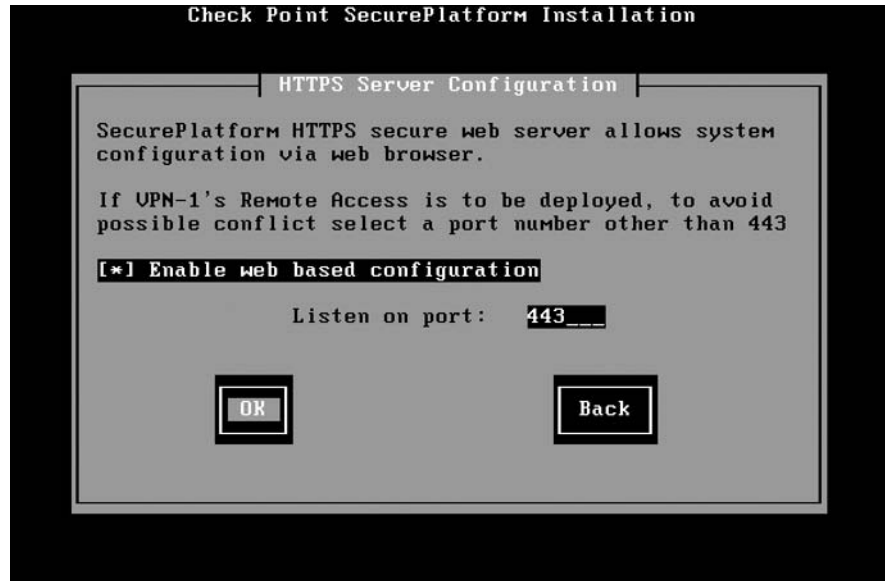 Check Point SecurePlatform Installation
HTTPS Server Configuration
SecurePlatform HTTPS secure web server allows system
configuration via web browser.
If VPN-1's Remote Access is to be deployed, to avoid
possible conflict select a port number other than 443
[*] Enable web based configuration
Listen on port: 443___
OK Back